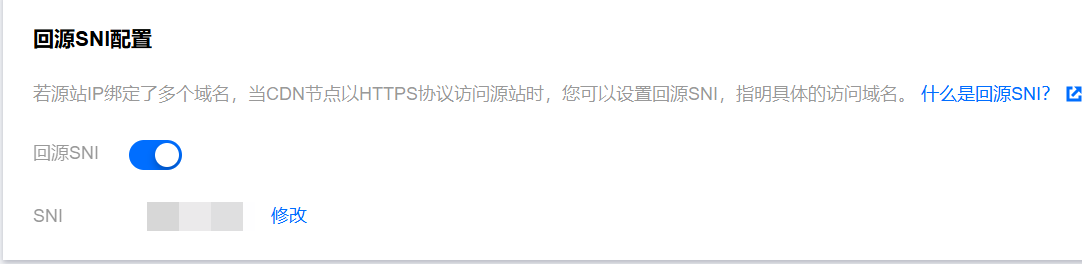 回源SNI配置
若源站IP绑定了多个域名，当CDN节点以HTTPS协议访问源站时，您可以设置回源SNI，指明具体的访问域名。 什么是回源SNI？
回源SNI
SNI 修改